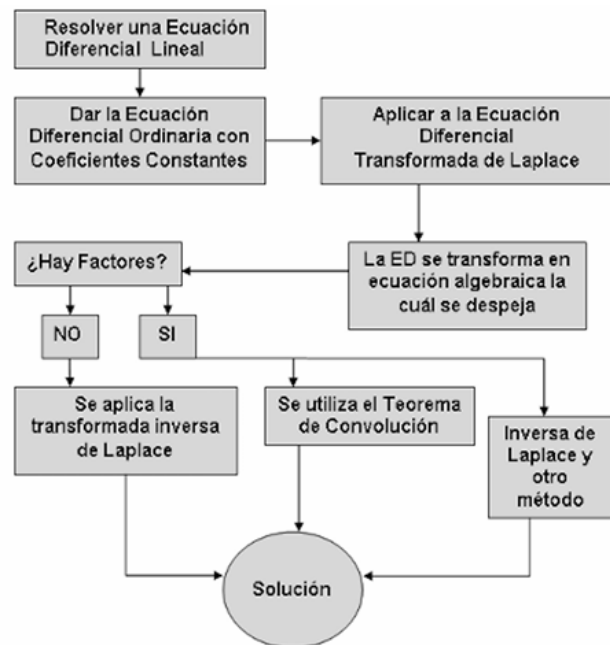 Resolver una Ecuación
Diferencial Lineal
Dar la Ecuación
Diferencial Ordinaria con
Coeficientes Constantes
Aplicar a la Ecuación
Diferencial
Transformada de Laplace
¿Hay Factores?
La ED se transforma en
ecuación algebraica la
cuál se despeja
NO
SI
Se aplica la
transformada inversa
de Laplace
Se utiliza el Teorema
de Convolución
Inversa de
Laplace y
otro
método
Solución